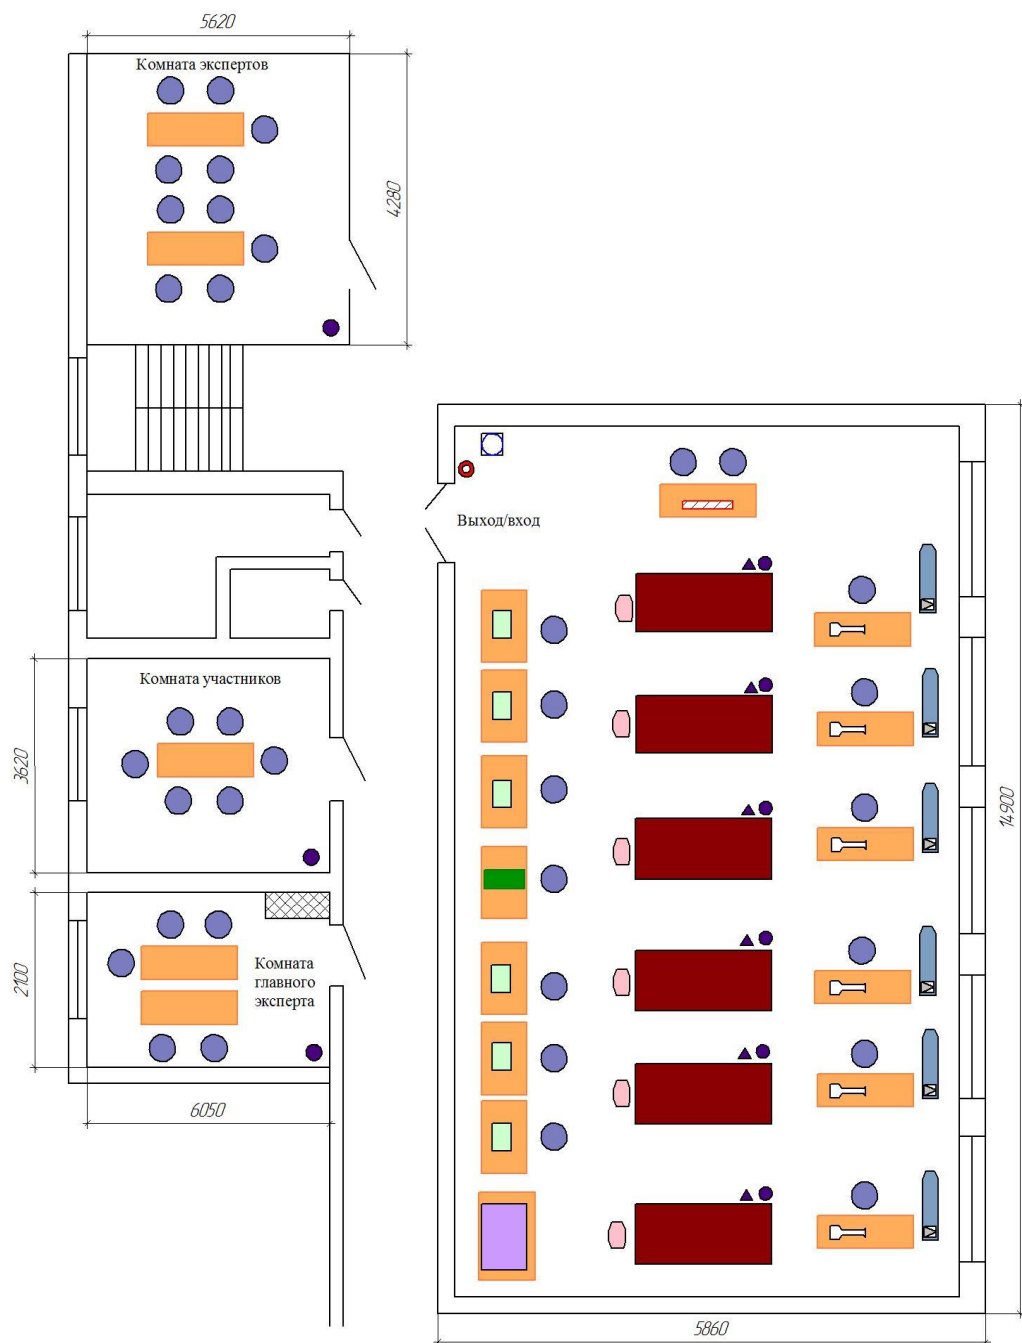 5620
Комната экспертов
4280
Выход/вход
Комната участников
3620
14900
Комната
главного
эксперта
2100
6050
5860